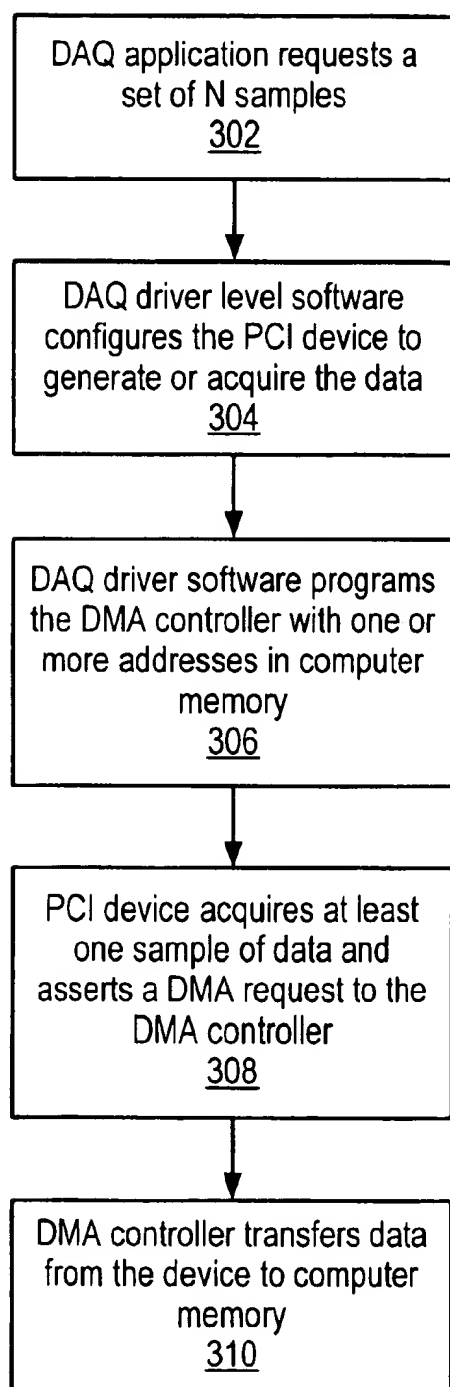 DAQ application requests a
set of N samples
302
DAQ driver level software
configures the PCI device to
generate or acquire the data
304
DAQ driver software programs
the DMA controller with one or
more addresses in computer
memory
306
PCI device acquires at least
one sample of data and
asserts a DMA request to the
DMA controller
308
DMA controller transfers data
from the device to computer
memory
310